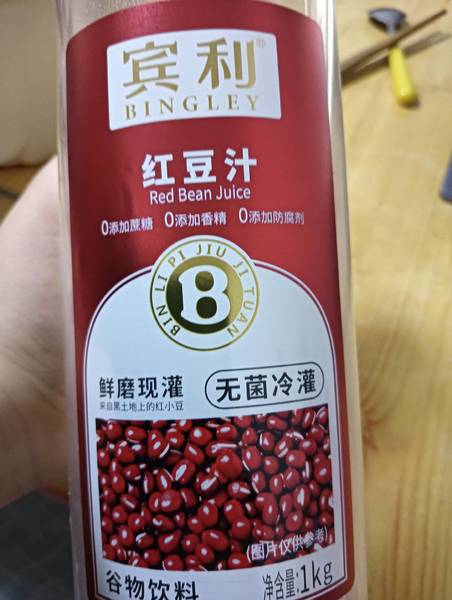 宾利®
BINGLEY
红豆汁
Red Bean Juice
0添加蔗糖 0添加香精 0添加防腐剂
BIN LI PI JIU JI TUAN
B
鲜磨现灌
来自黑土地上的红小豆
无菌冷灌
(图片仅供参考)
谷物饮料
净含量:1kg